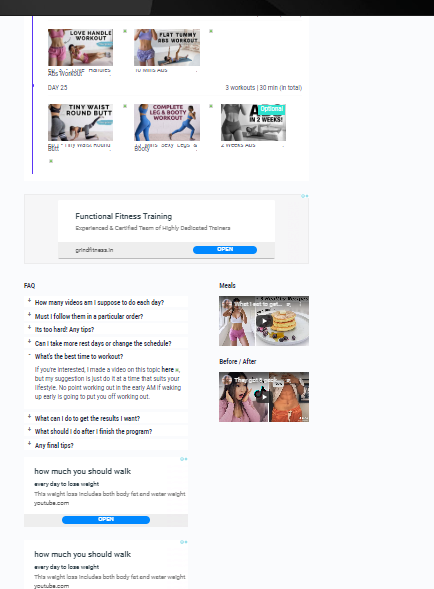 LOVE HANDLE
WORKOUT
FLAT TUMMY
ABS WORKOUT
Abs Workout
10 Mins Abs
DAY 25
3 workouts | 30 min (in total)
TINY WAIST
ROUND BUTT
COMPLETE
LEG & BOOTY
WORKOUT
Optional
IN 2 WEEKS!
Tiny Waist Round
Butt
Booty
2 Weeks Abs
Functional Fitness Training
Experienced & Certified Team of Highly Dedicated Trainers
grindfitness.in
OPEN
FAQ
Meals
+ How many videos am I suppose to do each day?
+ Must I follow them in a particular order?
+ Its too hard! Any tips?
+ Can I take more rest days or change the schedule?
- What's the best time to workout?
If you're interested, I made a video on this topic here,
but my suggestion is just do it at a time that suits your
lifestyle. No point working out in the early AM if waking
up early is going to put you off working out.
+ What can I do to get the results I want?
+ What should I do after I finish the program?
+ Any final tips?
Healthy Recipes
What I eat to get
Before / After
They got
how much you should walk
every day to lose weight
This weight loss includes both body fat and water weight
youtube.com
OPEN
how much you should walk
every day to lose weight
This weight loss includes both body fat and water weight
youtube.com